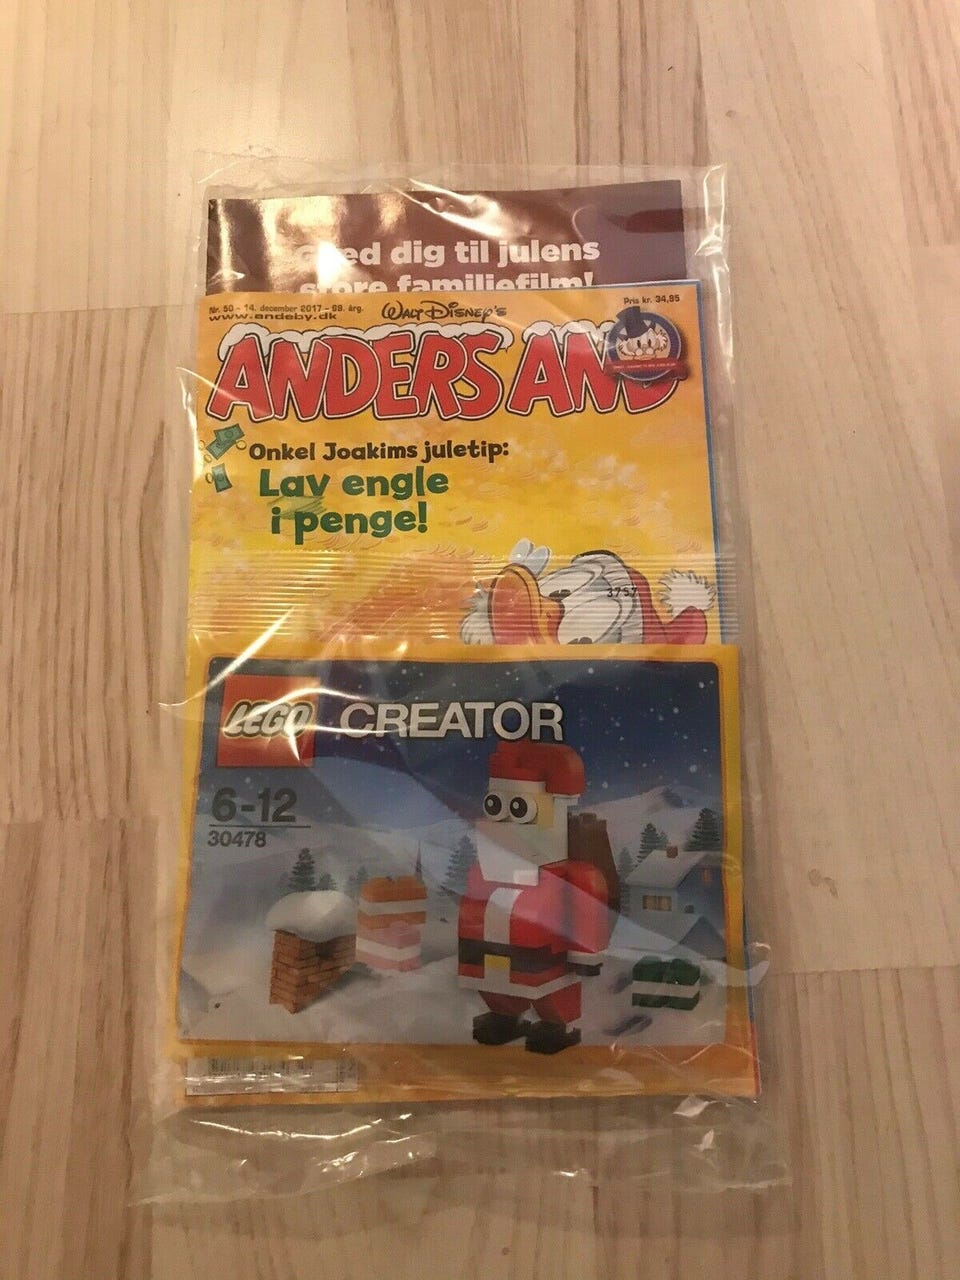 Glæd dig til julens
store familiefilm!
Nr. 50 - 14. december 2017 - 69. årg.
www.andeby.dk
WALT DISNEY'S
Pris kr. 34,95
ANDERS AND
Onkel Joakims juletip:
Lav engle
i penge!
3757
LEGO CREATOR
6-12
30478